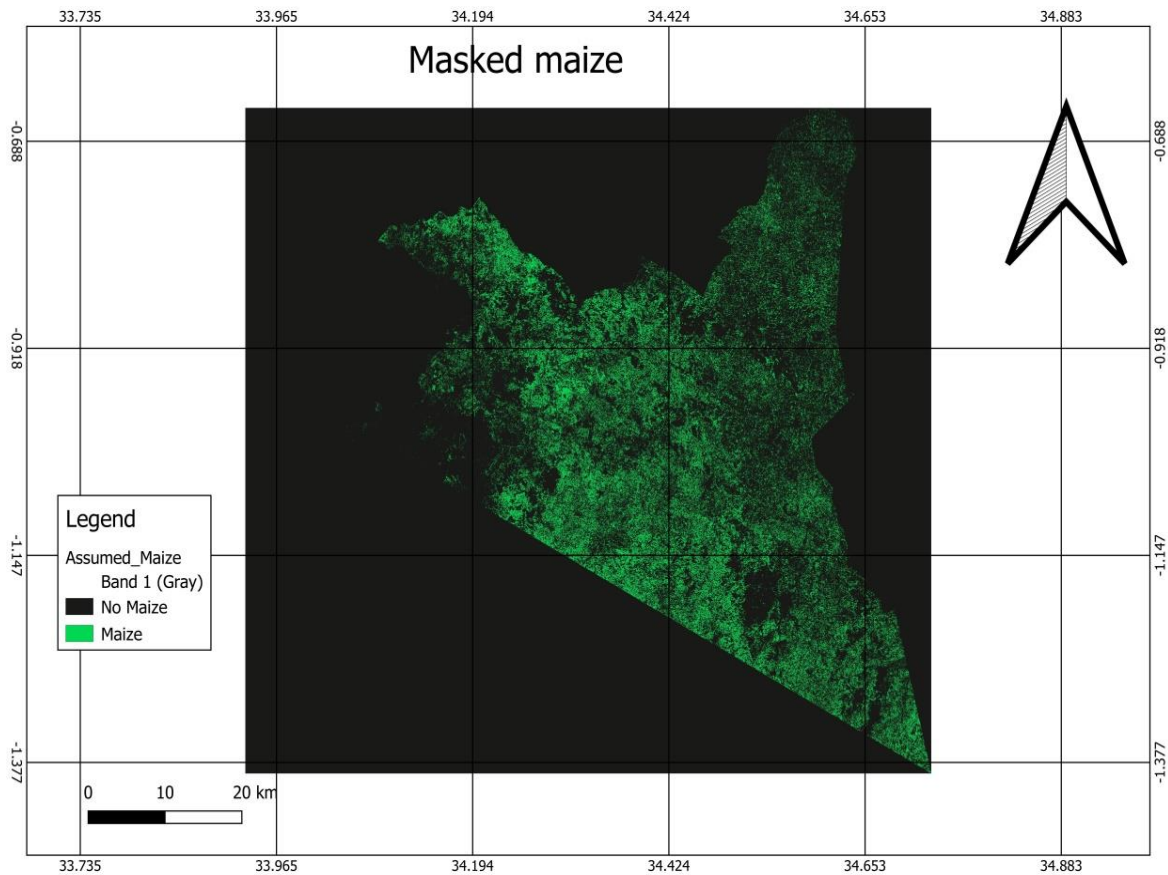 33.735 33.965 34.194 34.424 34.653 34.883
Masked maize
-0.688 -0.688
-0.918 -0.918
Legend
Assumed_Maize
Band 1 (Gray)
No Maize
Maize
-1.147 -1.147
-1.377 -1.377
0 10 20 km
33.735 33.965 34.194 34.424 34.653 34.883